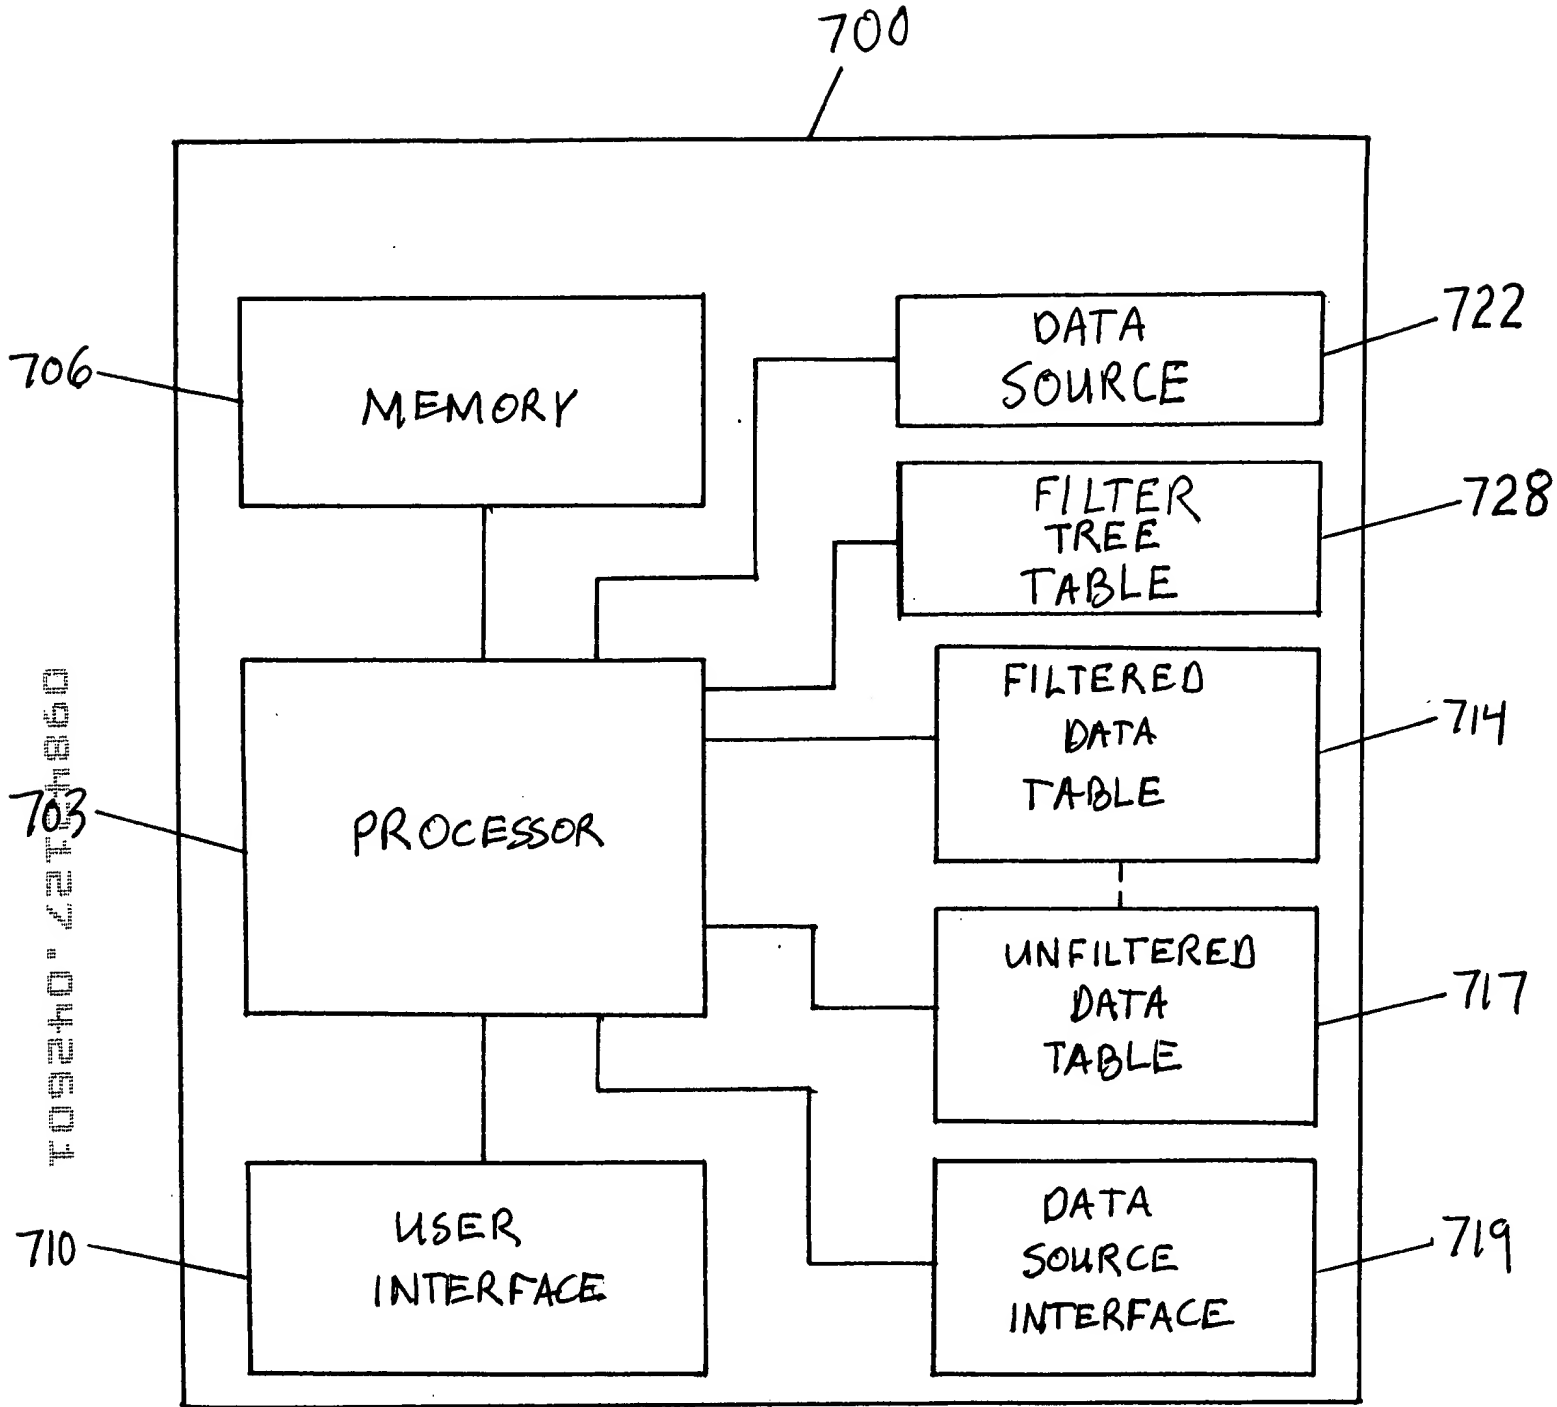 700
MEMORY
706
DATA
SOURCE
722
FILTER
TREE
TABLE
728
PROCESSOR
703
FILTERED
DATA
TABLE
714
UNFILTERED
DATA
TABLE
717
USER
INTERFACE
710
DATA
SOURCE
INTERFACE
719